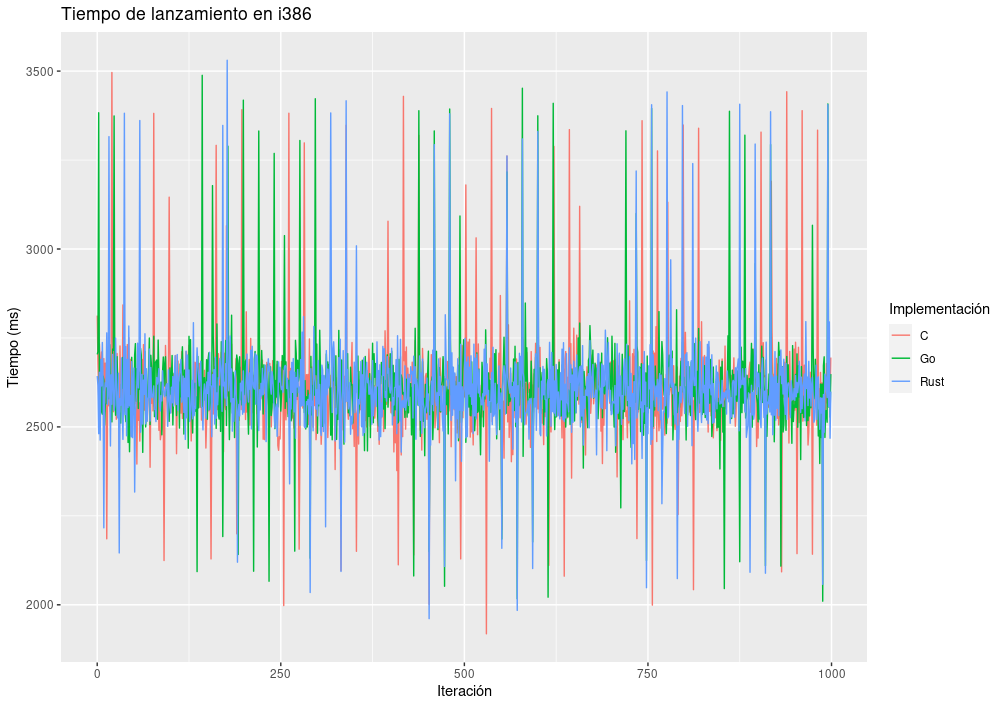 Tiempo de lanzamiento en i386
Tiempo (ms)
3500
3000
2500
2000
0
250
500
750
1000
Iteración
Implementación
C
Go
Rust